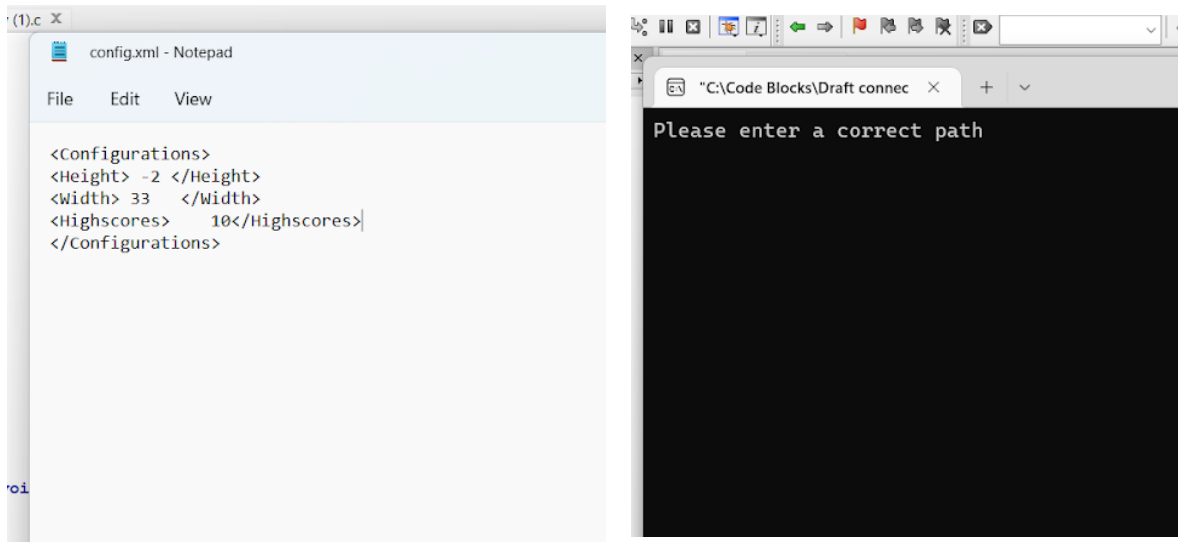 (1).c X
config.xml - Notepad
File Edit View
<Configurations>
<Height> -2 </Height>
<Width> 33   </Width>
<Highscores>    10</Highscores>
</Configurations>
"C:\Code Blocks\Draft connec
Please enter a correct path